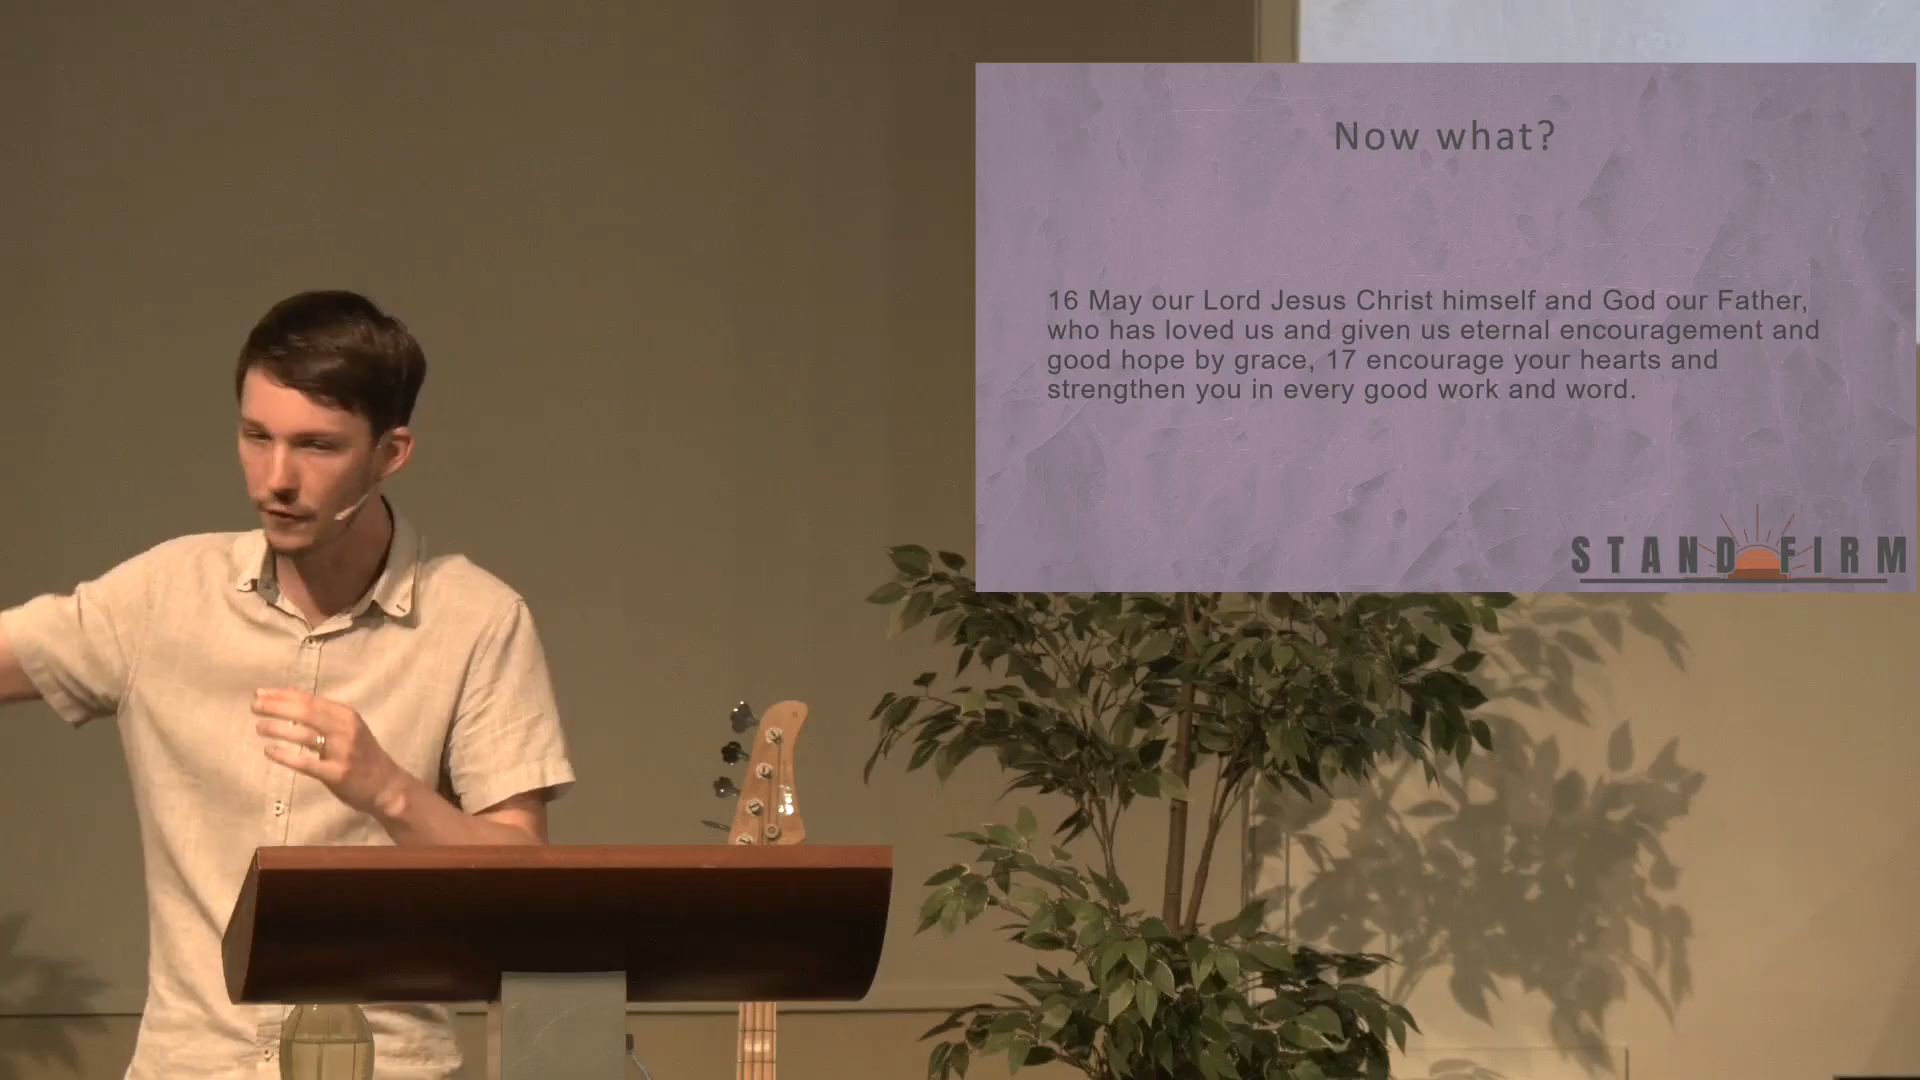 Now what?
16 May our Lord Jesus Christ himself and God our Father,
who has loved us and given us eternal encouragement and
good hope by grace, 17 encourage your hearts and
strengthen you in every good work and word.
STAND FIRM